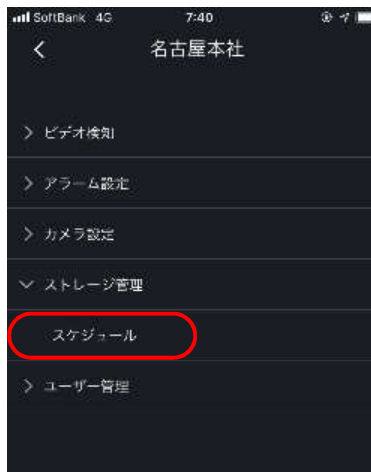 SoftBank 4G 7:40
名古屋本社
ビデオ検知
アラーム設定
カメラ設定
ストレージ管理
スケジュール
ユーザー管理